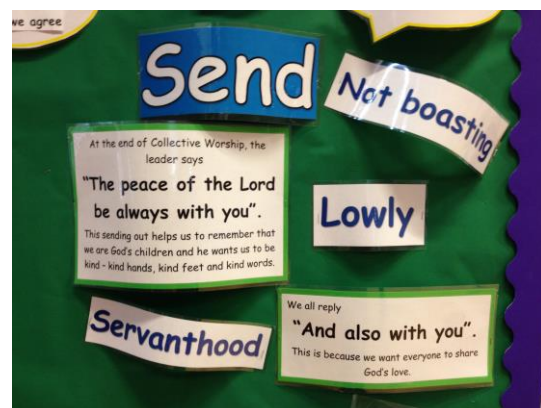 we agree
Send
Not boasting
At the end of Collective Worship, the
leader says
"The peace of the Lord
be always with you".
This sending out helps us to remember that
we are God's children and he wants us to be
kind – kind hands, kind feet and kind words.
Lowly
Servanthood
We all reply
"And also with you".
This is because we want everyone to share
God's love.